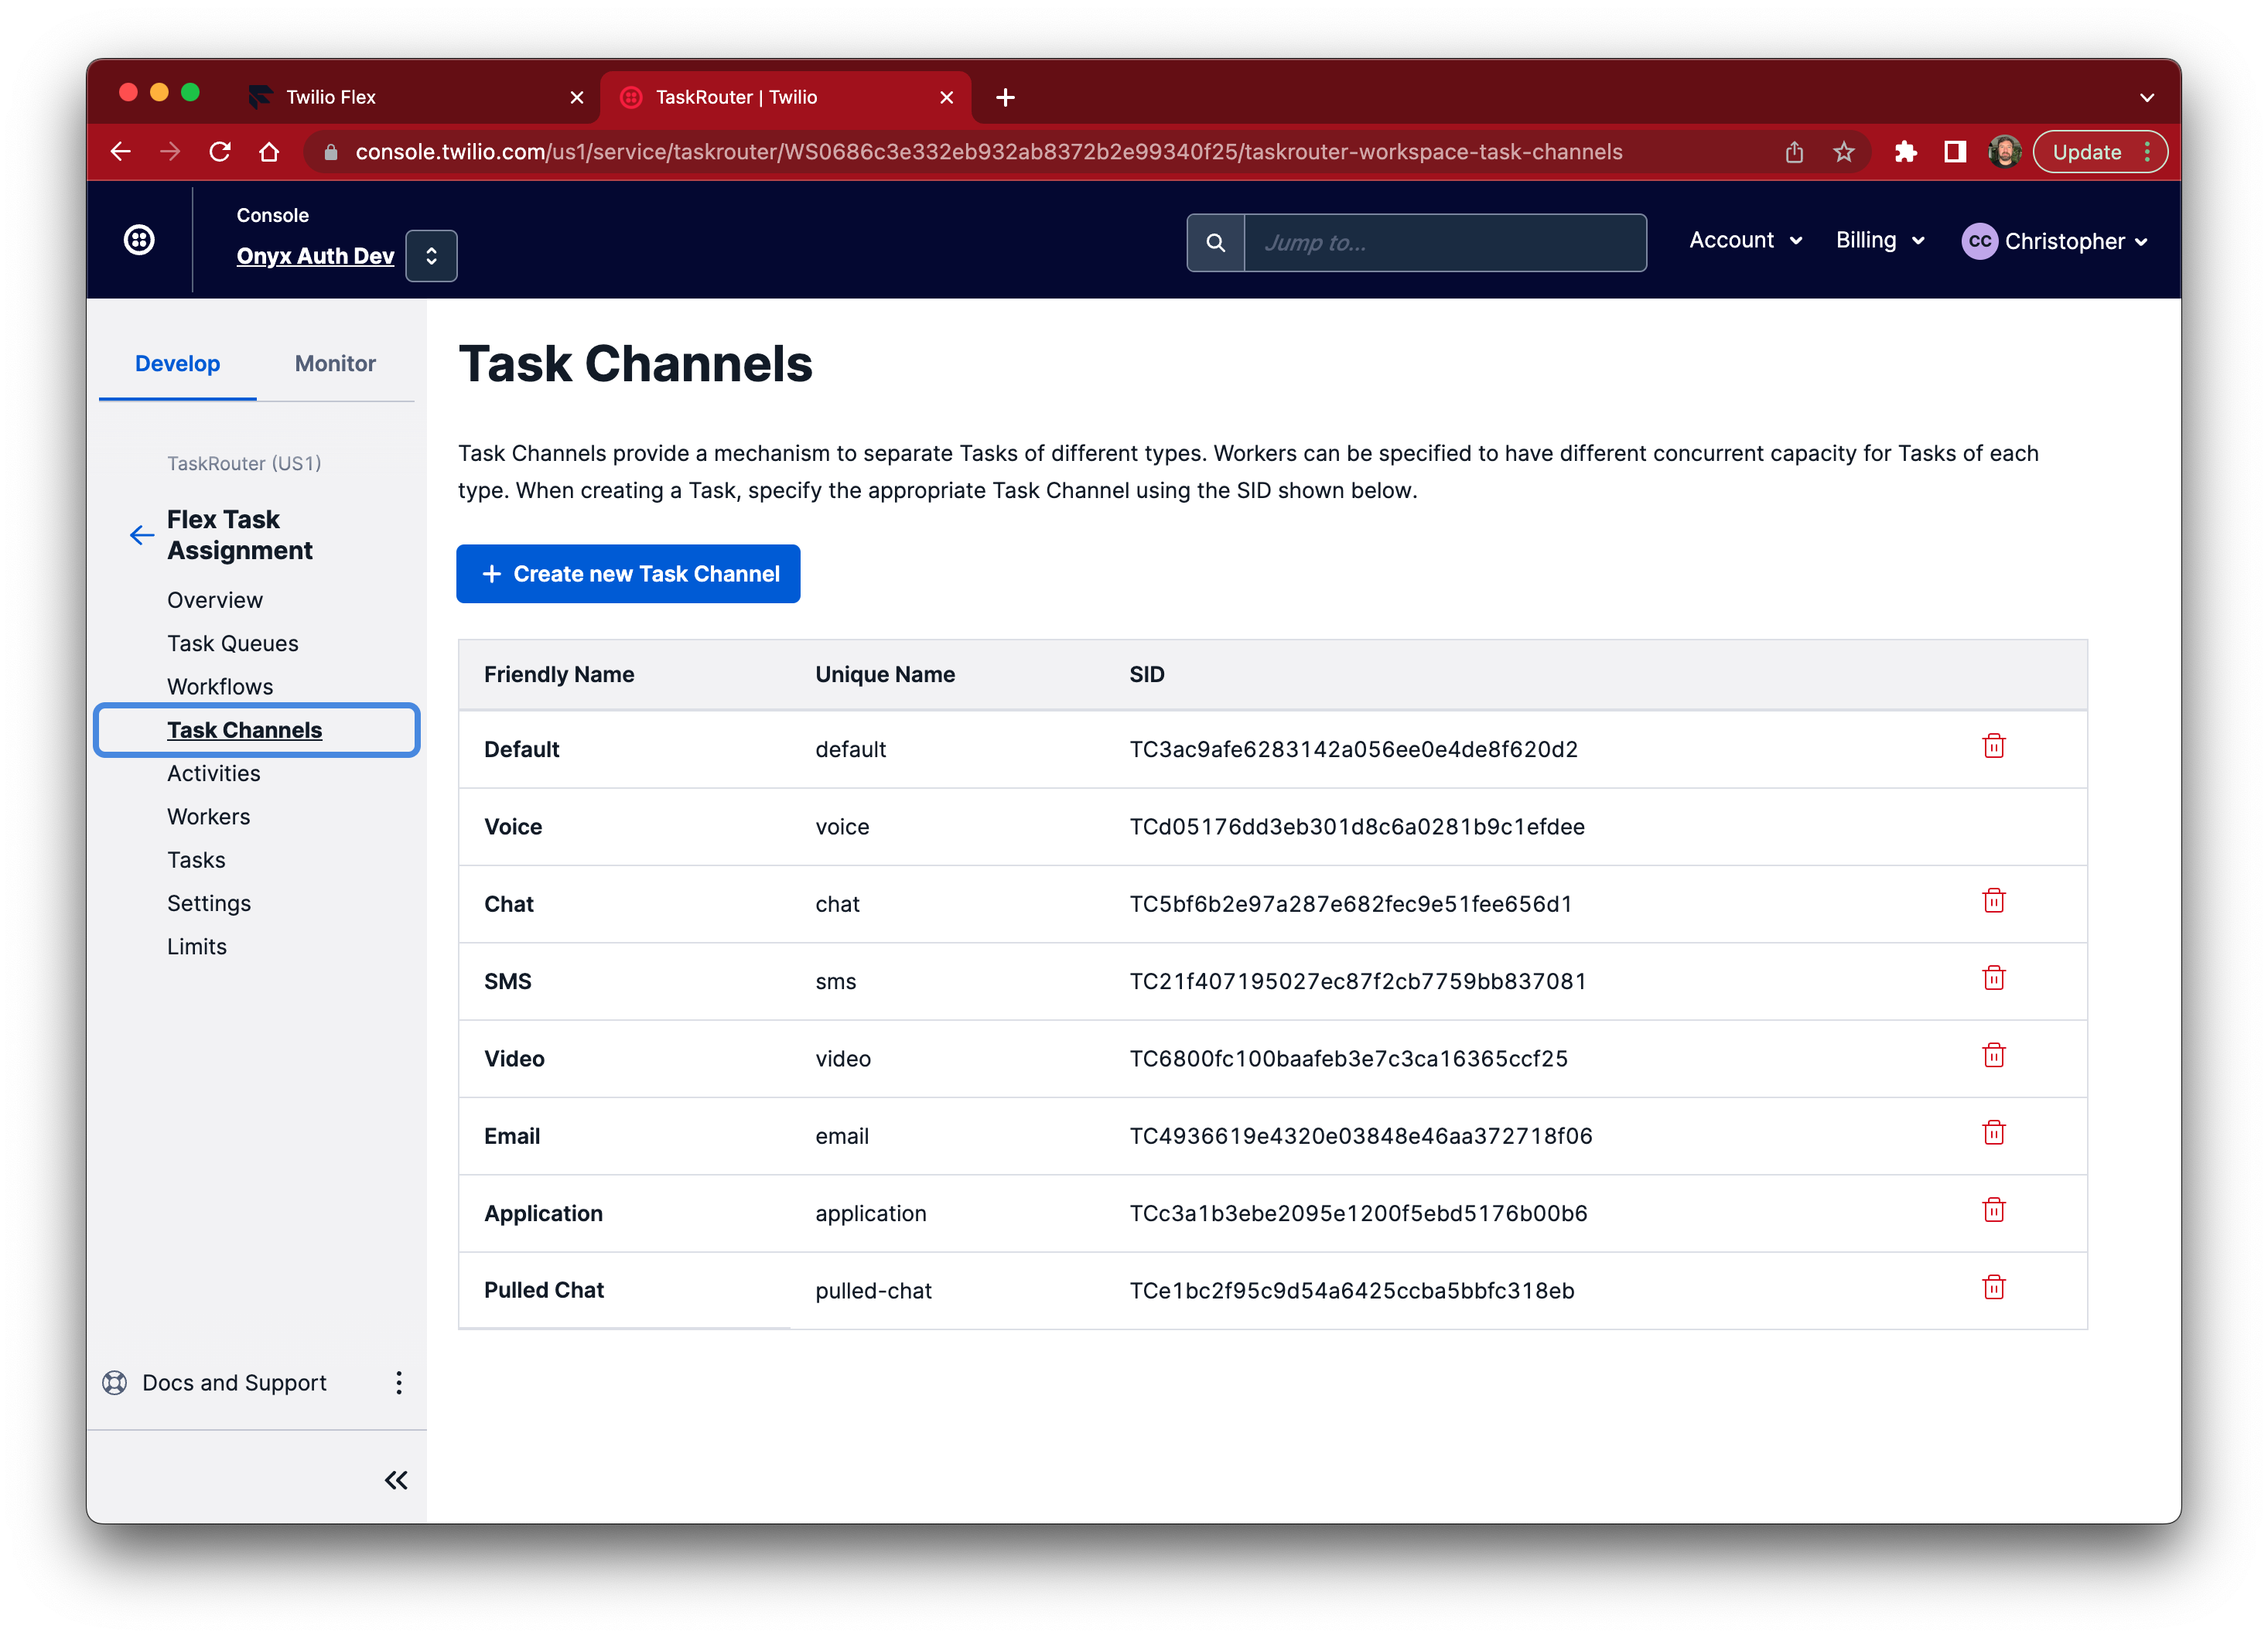 Twilio Flex
TaskRouter | Twilio
console.twilio.com/us1/service/taskrouter/WS0686c3e332eb932ab8372b2e99340f25/taskrouter-workspace-task-channels
Update
Console
Onyx Auth Dev
Jump to...
Account
Billing
CC
Christopher
Develop
Monitor
TaskRouter (US1)
Flex Task
Assignment
Overview
Task Queues
Workflows
Task Channels
Activities
Workers
Tasks
Settings
Limits
Docs and Support
Task Channels
Task Channels provide a mechanism to separate Tasks of different types. Workers can be specified to have different concurrent capacity for Tasks of each
type. When creating a Task, specify the appropriate Task Channel using the SID shown below.
+ Create new Task Channel
Friendly Name Unique Name SID
Default default TC3ac9afe6283142a056ee0e4de8f620d2
Voice voice TCd05176dd3eb301d8c6a0281b9c1efdee
Chat chat TC5bf6b2e97a287e682fec9e51fee656d1
SMS sms TC21f407195027ec87f2cb7759bb837081
Video video TC6800fc100baafeb3e7c3ca16365ccf25
Email email TC4936619e4320e03848e46aa372718f06
Application application TCc3a1b3ebe2095e1200f5ebd5176b00b6
Pulled Chat pulled-chat TCe1bc2f95c9d54a6425ccba5bbfc318eb